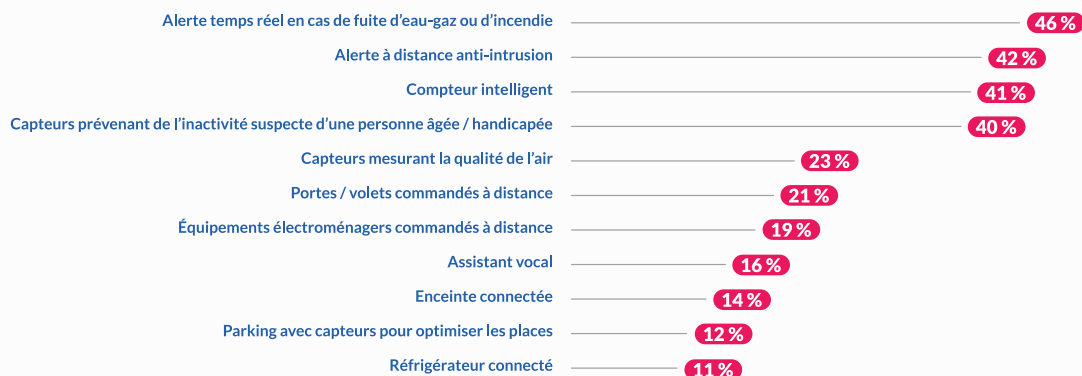 Alerte temps réel en cas de fuite d’eau-gaz ou d’incendie 46 %
Alerte à distance anti-intrusion 42 %
Compteur intelligent 41 %
Capteurs prévenant de l’inactivité suspecte d’une personne âgée / handicapée 40 %
Capteurs mesurant la qualité de l’air 23 %
Portes / volets commandés à distance 21 %
Équipements électroménagers commandés à distance 19 %
Assistant vocal 16 %
Enceinte connectée 14 %
Parking avec capteurs pour optimiser les places 12 %
Réfrigérateur connecté 11 %